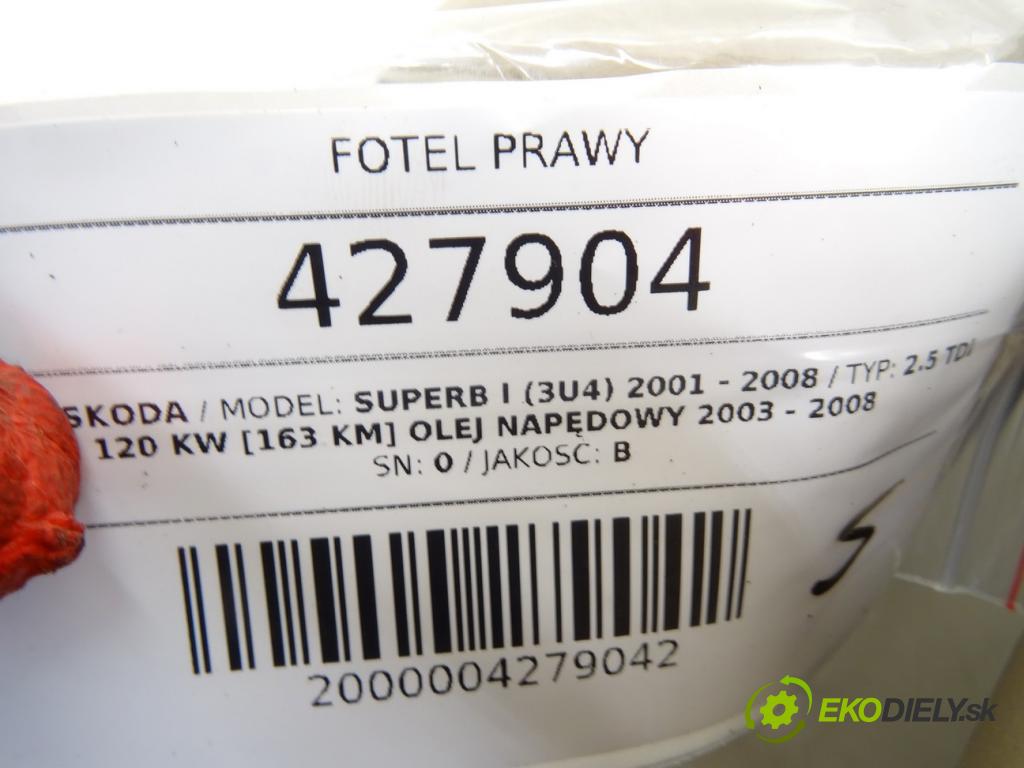 FOTEL PRAWY
427904
SKODA / MODEL: SUPERB I (3U4) 2001 - 2008 / TYP: 2.5 TDI
120 KW [163 KM] OLEJ NAPĘDOWY 2003 - 2008
SN: 0 / JAKOŚĆ: B
2000004279042
S
EKODIELY.sk